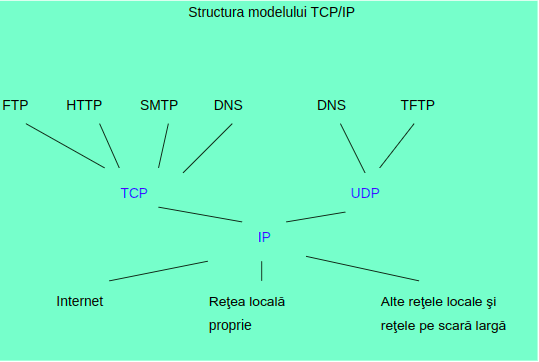 Structura modelului TCP/IP
FTP HTTP SMTP DNS DNS TFTP
TCP UDP
IP
Internet Reţea locală Alte reţele locale şi
proprie reţele pe scară largă